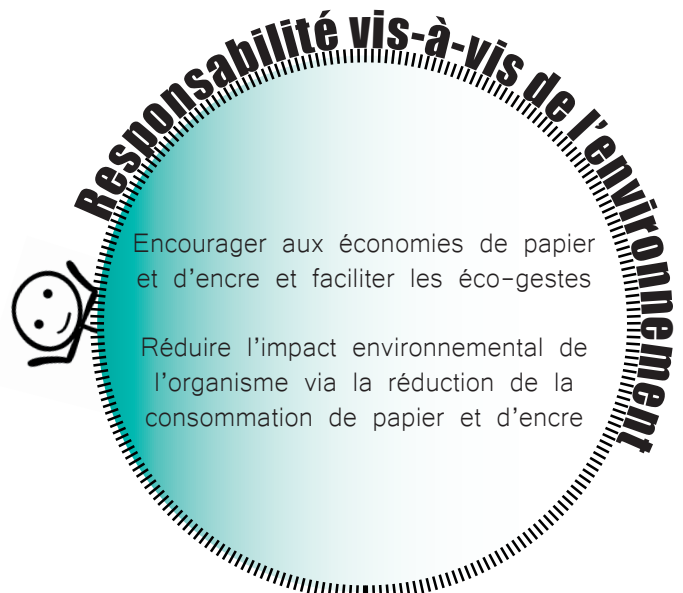 Responsabilité vis-à-vis de l'environnement
Encourager aux économies de papier
et d'encre et faciliter les éco-gestes
Réduire l'impact environnemental de
l'organisme via la réduction de la
consommation de papier et d'encre